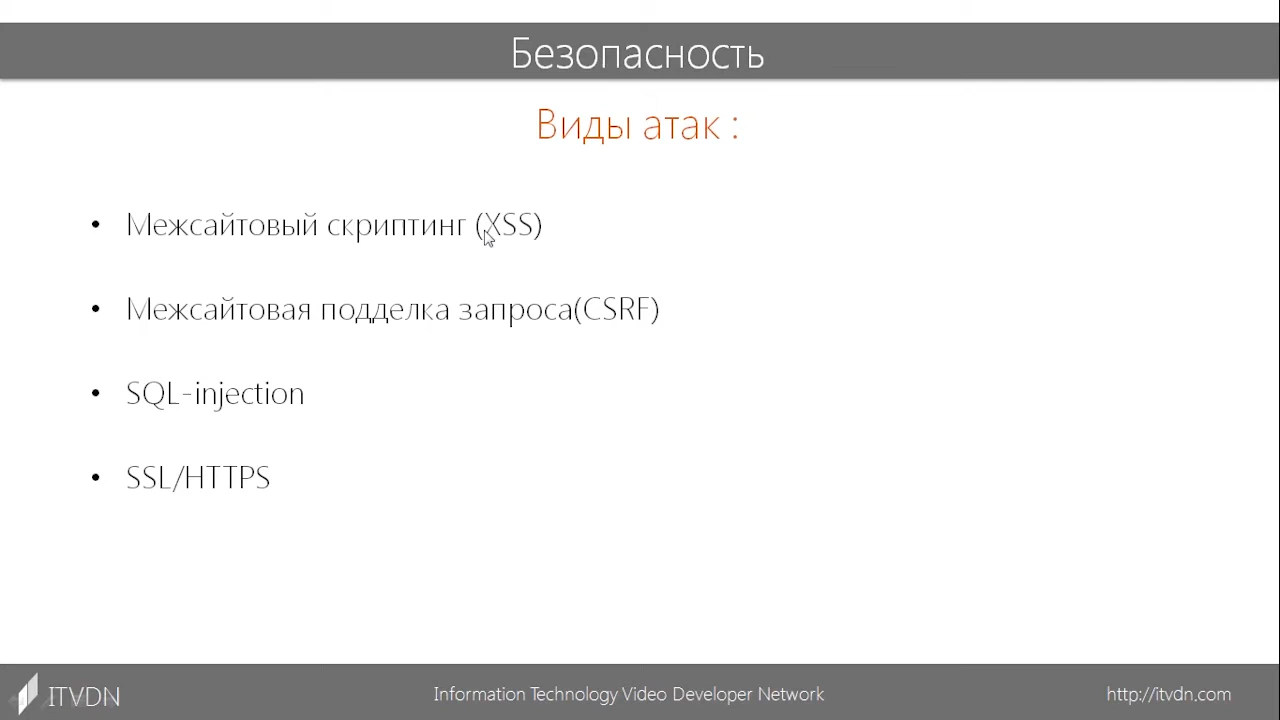 Безопасность
Виды атак :
• Межсайтовый скриптинг (XSS)
• Межсайтовая подделка запроса(CSRF)
• SQL-injection
• SSL/HTTPS
ITVDN
Information Technology Video Developer Network
http://itvdn.com